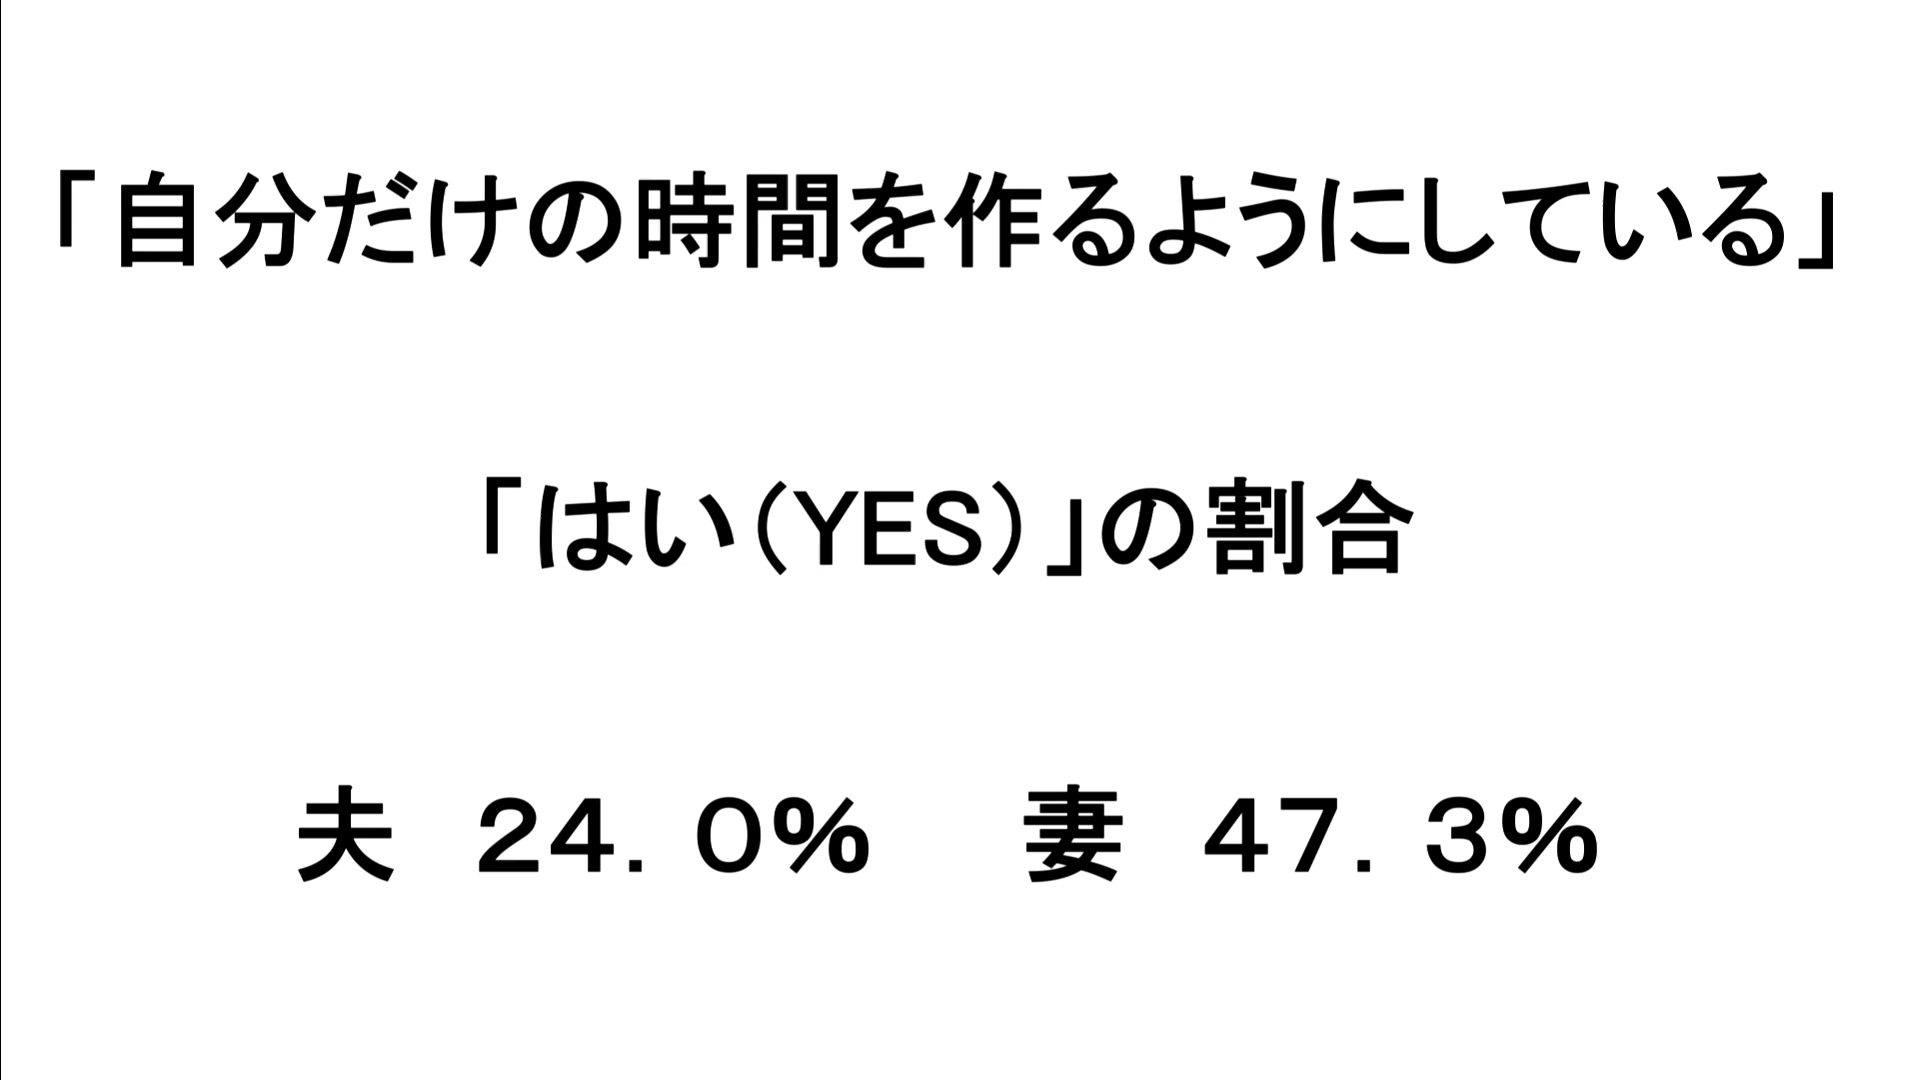 「自分だけの時間を作るようにしている」
「はい（YES）」の割合
夫　２４．０％　　妻　４７．３％